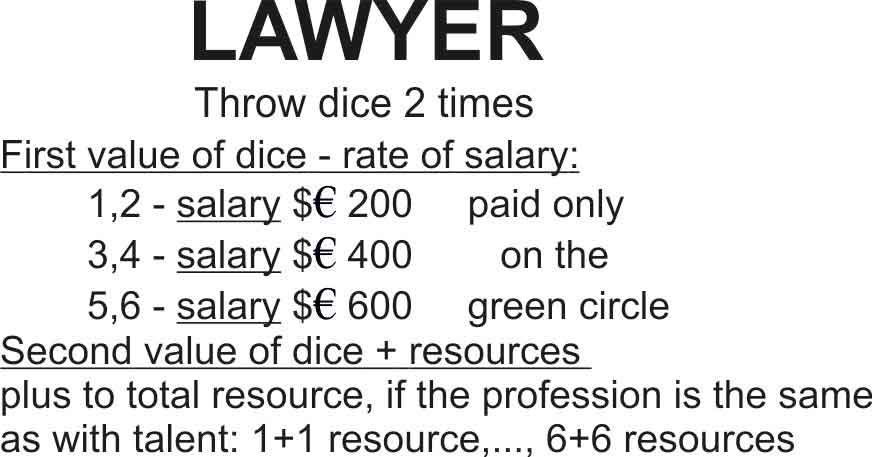 LAWYER
Throw dice 2 times
First value of dice - rate of salary:
1,2 - salary $€ 200 paid only
3,4 - salary $€ 400 on the
5,6 - salary $€ 600 green circle
Second value of dice + resources
plus to total resource, if the profession is the same
as with talent: 1+1 resource,..., 6+6 resources